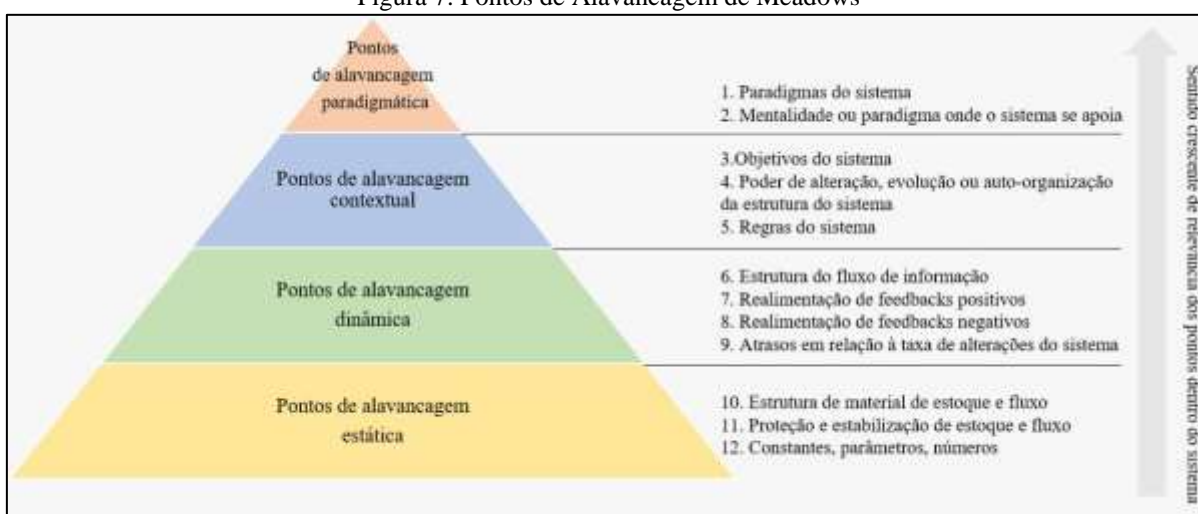 Figura 7. Pontos de Alavancagem de Meadows
Pontos
de alavancagem
paradigmática
1. Paradigmas do sistema
2. Mentalidade ou paradigma onde o sistema se apoia
Pontos de alavancagem
contextual
3.Objetivos do sistema
4. Poder de alteração, evolução ou auto-organização
da estrutura do sistema
5. Regras do sistema
Pontos de alavancagem
dinâmica
6. Estrutura do fluxo de informação
7. Realimentação de feedbacks positivos
8. Realimentação de feedbacks negativos
9. Atrasos em relação à taxa de alterações do sistema
Pontos de alavancagem
estática
10. Estrutura de material de estoque e fluxo
11. Proteção e estabilização de estoque e fluxo
12. Constantes, parâmetros, números
Sentido crescente de relevância dos pontos dentro do sistema